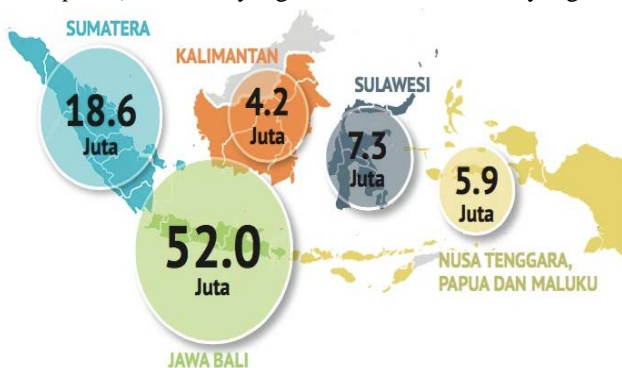 SUMATERA
18.6
Juta
KALIMANTAN
4.2
Juta
SULAWESI
7.3
Juta
5.9
Juta
NUSA TENGGARA,
PAPUA DAN MALUKU
52.0
Juta
JAWA BALI